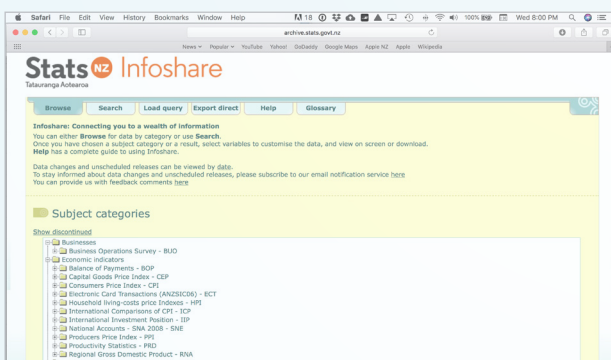 Safari File Edit View History Bookmarks Window Help 18 100% Wed 8:00 PM
archive.stats.govt.nz
News Popular YouTube Yahoo! GoDaddy Google Maps Apple NZ Apple Wikipedia
Stats NZ Infoshare
Tatauranga Aotearoa
Browse Search Load query Export direct Help Glossary
Infoshare: Connecting you to a wealth of information
You can either Browse for data by category or use Search.
Once you have chosen a subject category or a result, select variables to customise the data, and view on screen or download.
Help has a complete guide to using Infoshare.
Data changes and unscheduled releases can be viewed by date.
To stay informed about data changes and unscheduled releases, please subscribe to our email notification service here
You can provide us with feedback comments here
Subject categories
Show discontinued
Businesses
Business Operations Survey - BUO
Economic indicators
Balance of Payments - BOP
Capital Goods Price Index - CEP
Consumers Price Index - CPI
Electronic Card Transactions (ANZSIC06) - ECT
Household living-costs price Indexes - HPI
International Comparisons of CPI - ICP
International Investment Position - IIP
National Accounts - SNA 2008 - SNE
Producers Price Index - PPI
Productivity Statistics - PRD
Regional Gross Domestic Product - RNA